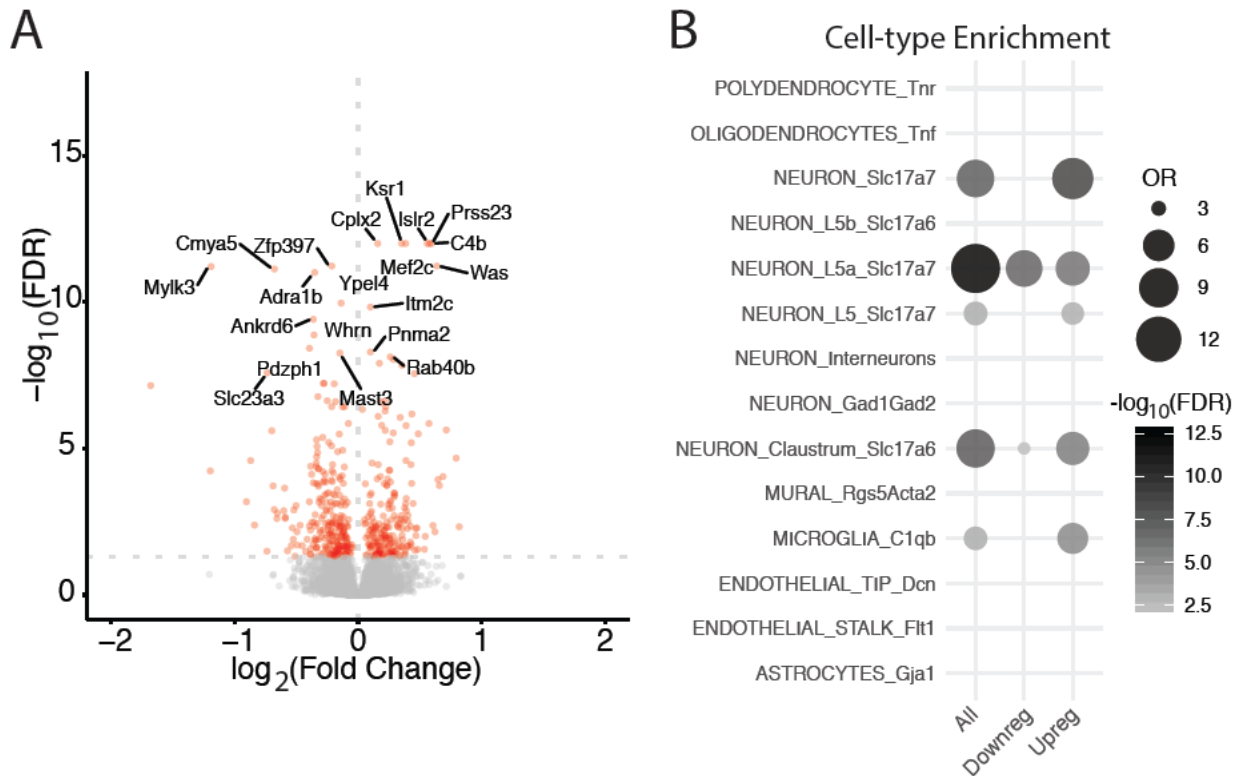 A
−log10(FDR)
15
10
5
0
Ksr1
Cplx2
Islr2
Prss23
Cmya5
Zfp397
C4b
Mef2c
Was
Mylk3
Adra1b
Ypel4
Itm2c
Ankrd6
Whrn
Pnma2
Pdzph1
Rab40b
Slc23a3
Mast3
−2
−1
0
1
2
log2(Fold Change)
B
Cell-type Enrichment
POLYDENDROCYTE_Tnr
OLIGODENDROCYTES_Tnf
NEURON_Slc17a7
NEURON_L5b_Slc17a6
NEURON_L5a_Slc17a7
NEURON_L5_Slc17a7
NEURON_Interneurons
NEURON_Gad1Gad2
NEURON_Claustrum_Slc17a6
MURAL_Rgs5Acta2
MICROGLIA_C1qb
ENDOTHELIAL_TIP_Dcn
ENDOTHELIAL_STALK_Flt1
ASTROCYTES_Gja1
All
Downreg
Upreg
OR
3
6
9
12
-log10(FDR)
12.5
10.0
7.5
5.0
2.5